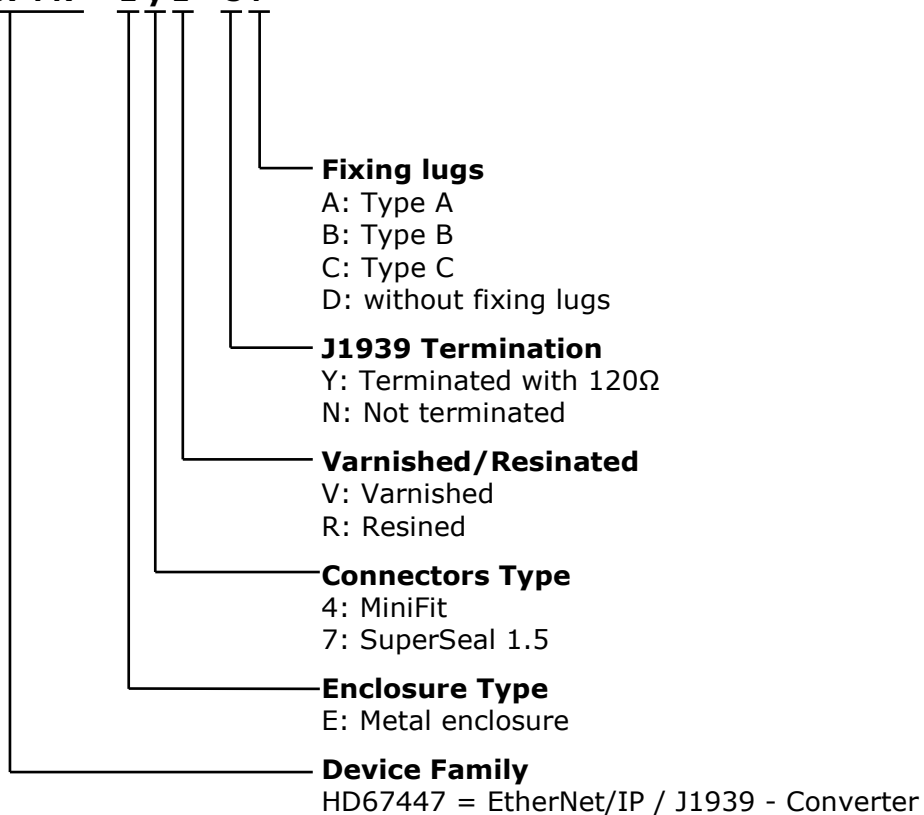 Fixing lugs
A: Type A
B: Type B
C: Type C
D: without fixing lugs
J1939 Termination
Y: Terminated with 120Ω
N: Not terminated
Varnished/Resinated
V: Varnished
R: Resined
Connectors Type
4: MiniFit
7: SuperSeal 1.5
Enclosure Type
E: Metal enclosure
Device Family
HD67447 = EtherNet/IP / J1939 - Converter